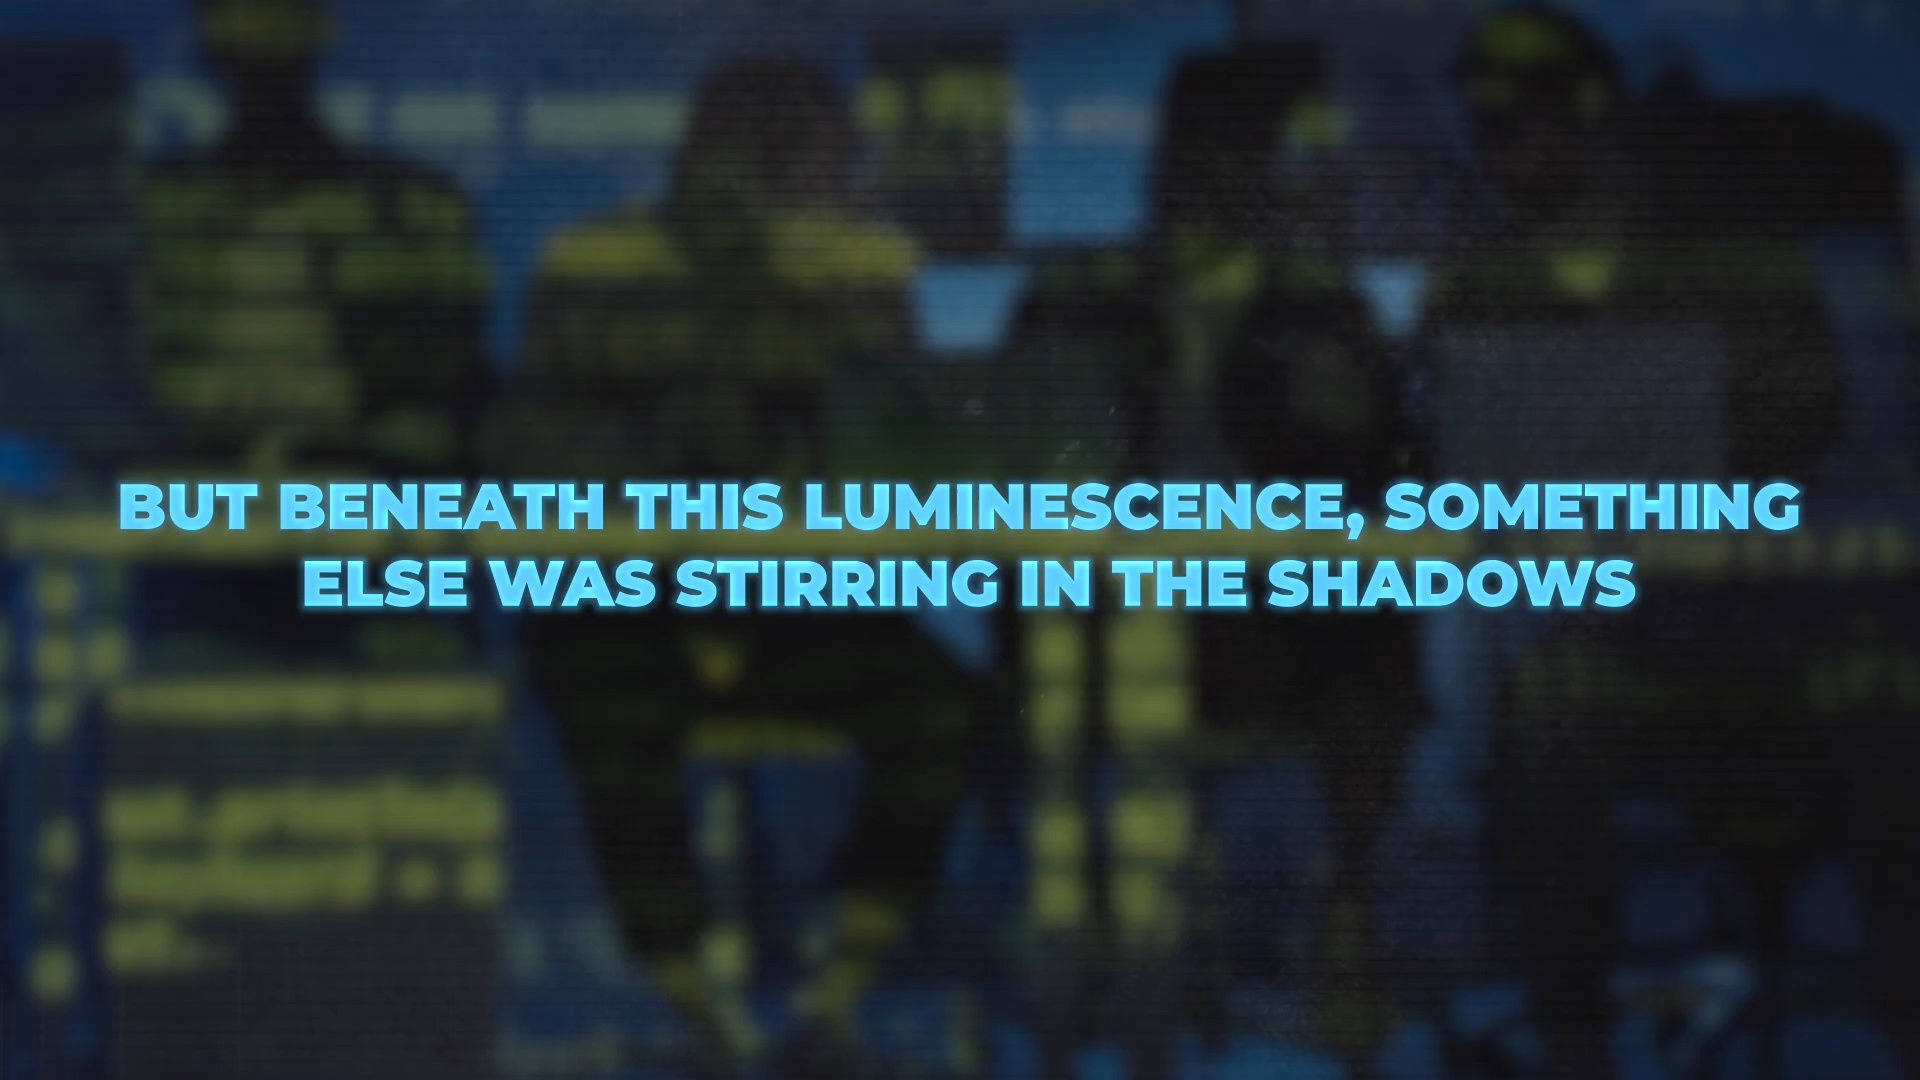 BUT BENEATH THIS LUMINESCENCE, SOMETHING
ELSE WAS STIRRING IN THE SHADOWS